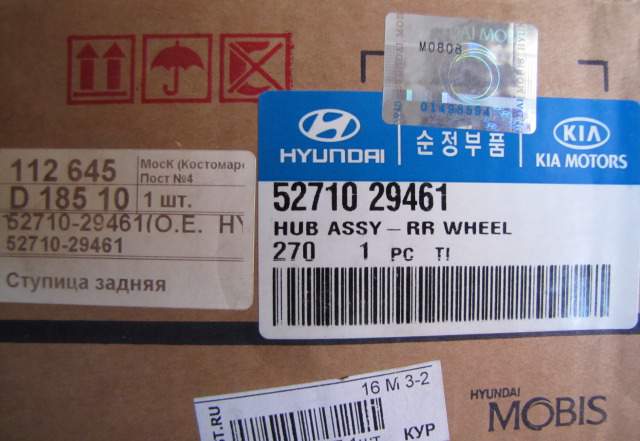 MOBIS
M0808
HYUNDAI
순정부품
KIA
KIA MOTORS
52710 29461
HUB ASSY – RR WHEEL
270 1 PC TI
112 645
МосК (Костомар
Пост №4
D 185 10
1 шт.
52710-29461(O.E. HY
52710-29461
Ступица задняя
16 М 3-2
T.RU
КУР
HYUNDAI
MOBIS